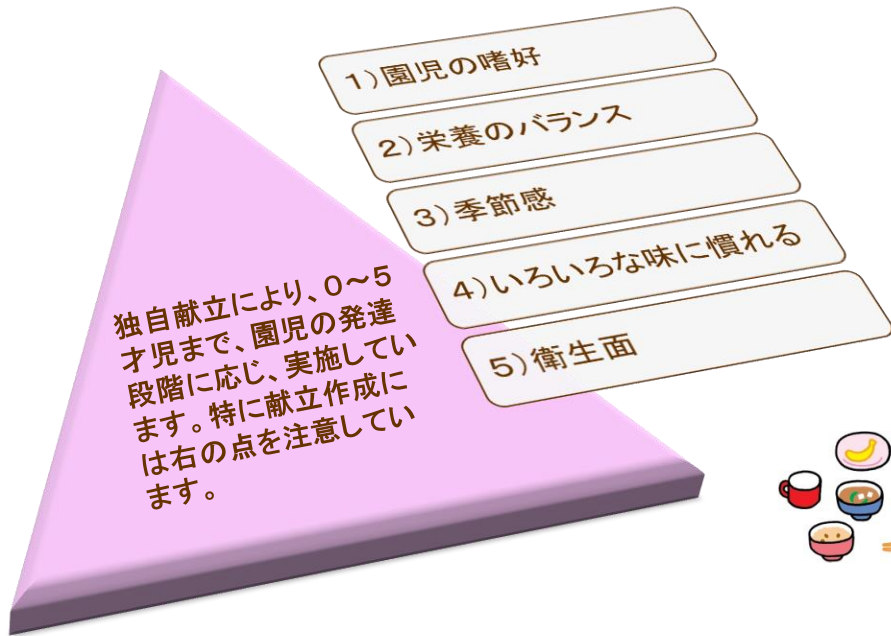 独自献立により、０～５
才児まで、園児の発達
段階に応じ、実施してい
ます。特に献立作成に
は右の点を注意してい
ます。
１）園児の嗜好
２）栄養のバランス
３）季節感
４）いろいろな味に慣れる
５）衛生面